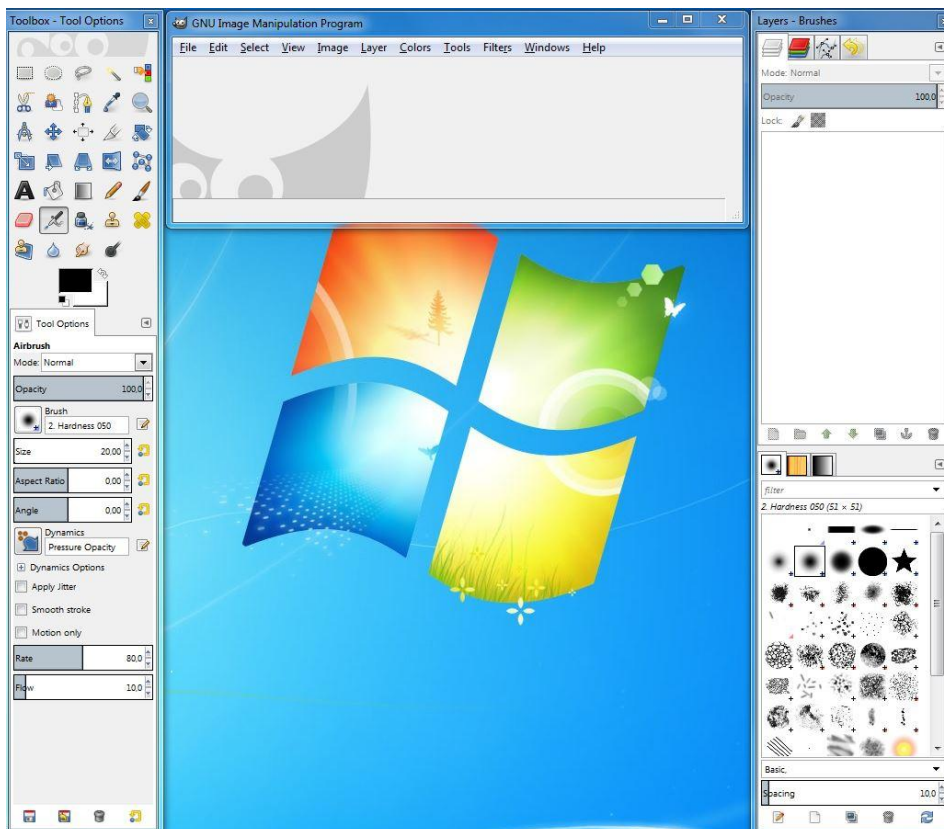 Toolbox - Tool Options
Tool Options
Airbrush
Mode: Normal
Opacity 100,0
Brush
2. Hardness 050
Size 20,00
Aspect Ratio 0,00
Angle 0,00
Dynamics
Pressure Opacity
Dynamics Options
Apply Jitter
Smooth stroke
Motion only
Rate 80,0
Flow 10,0
GNU Image Manipulation Program
File Edit Select View Image Layer Colors Tools Filters Windows Help
Layers - Brushes
Mode: Normal
Opacity 100,0
Lock:
filter
2. Hardness 050 (51 × 51)
Basic,
Spacing 10,0